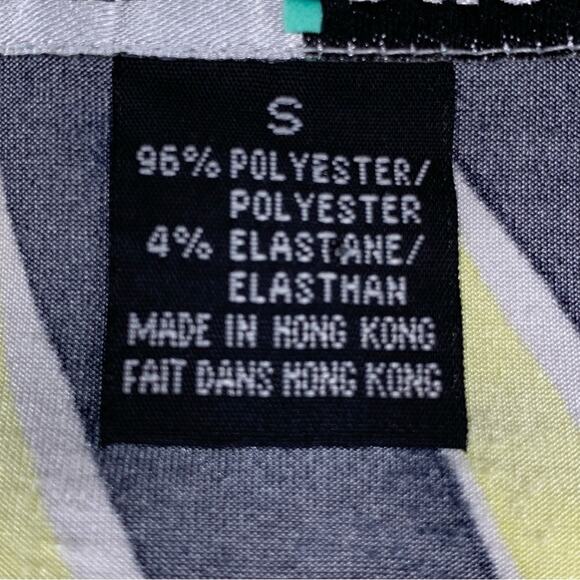 S
96% POLYESTER/
POLYESTER
4% ELASTANE/
ELASTHAN
MADE IN HONG KONG
FAIT DANS HONG KONG